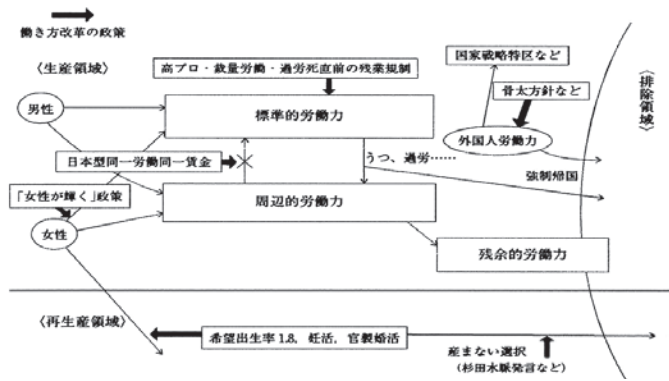 働き方改革の政策
〈生産領域〉
高プロ・裁量労働・過労死直前の残業規制
国家戦略特区など
骨太方針など
〈排除領域〉
男性
標準的労働力
外国人労働力
日本型同一労働同一賃金
うつ、過労……
強制帰国
「女性が輝く」政策
周辺的労働力
女性
残余的労働力
〈再生産領域〉
希望出生率1.8，妊活，官製婚活
産まない選択
(杉田水脈発言など)